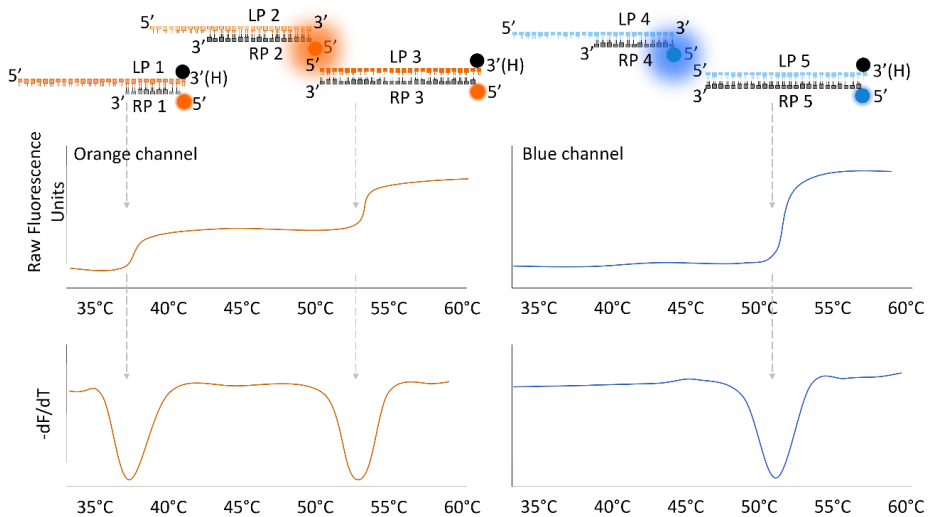 5’ LP 2 3’
3’ RP 2 5’
5’ LP 1 3’(H)
3’ RP 1 5’
5’ LP 3 3’(H)
3’ RP 3 5’
5’ LP 4 3’
3’ RP 4 5’
5’ LP 5 3’(H)
3’ RP 5 5’
Raw Fluorescence
Units
Orange channel
35°C 40°C 45°C 50°C 55°C 60°C
Blue channel
35°C 40°C 45°C 50°C 55°C 60°C
-dF/dT
35°C 40°C 45°C 50°C 55°C 60°C
35°C 40°C 45°C 50°C 55°C 60°C